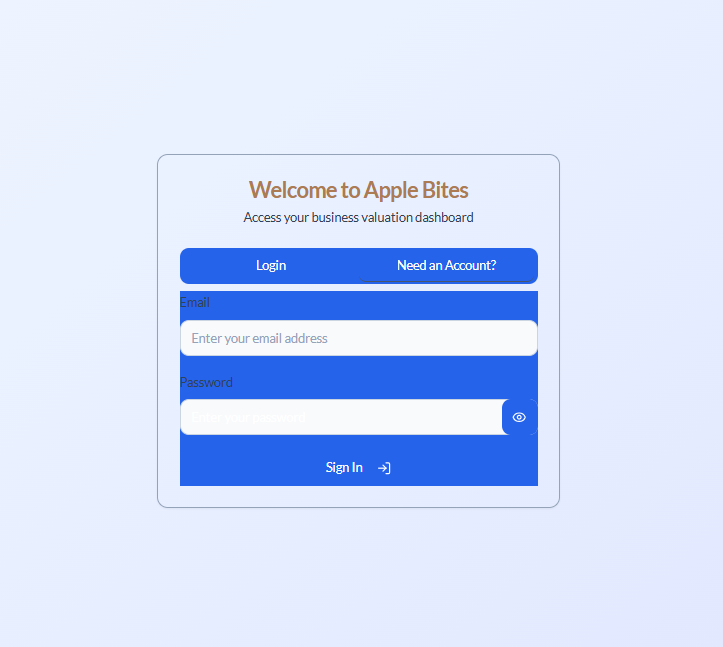 Welcome to Apple Bites
Access your business valuation dashboard
Login
Need an Account?
Email
Enter your email address
Password
Enter your password
Sign In